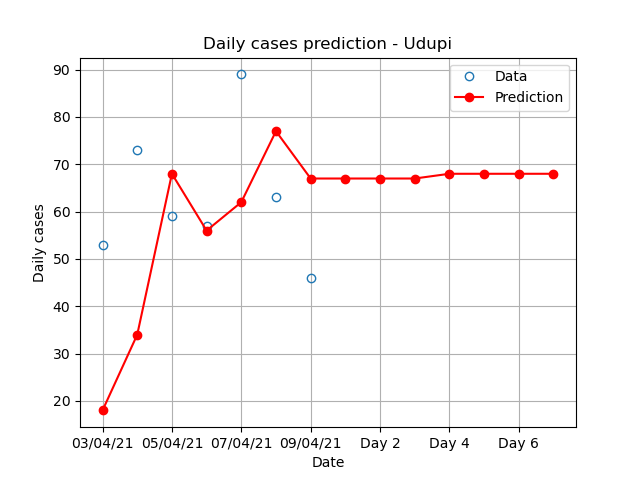 Daily cases prediction - Udupi
Data
Prediction
90
80
70
60
50
40
30
20
Daily cases
03/04/21 05/04/21 07/04/21 09/04/21 Day 2 Day 4 Day 6
Date